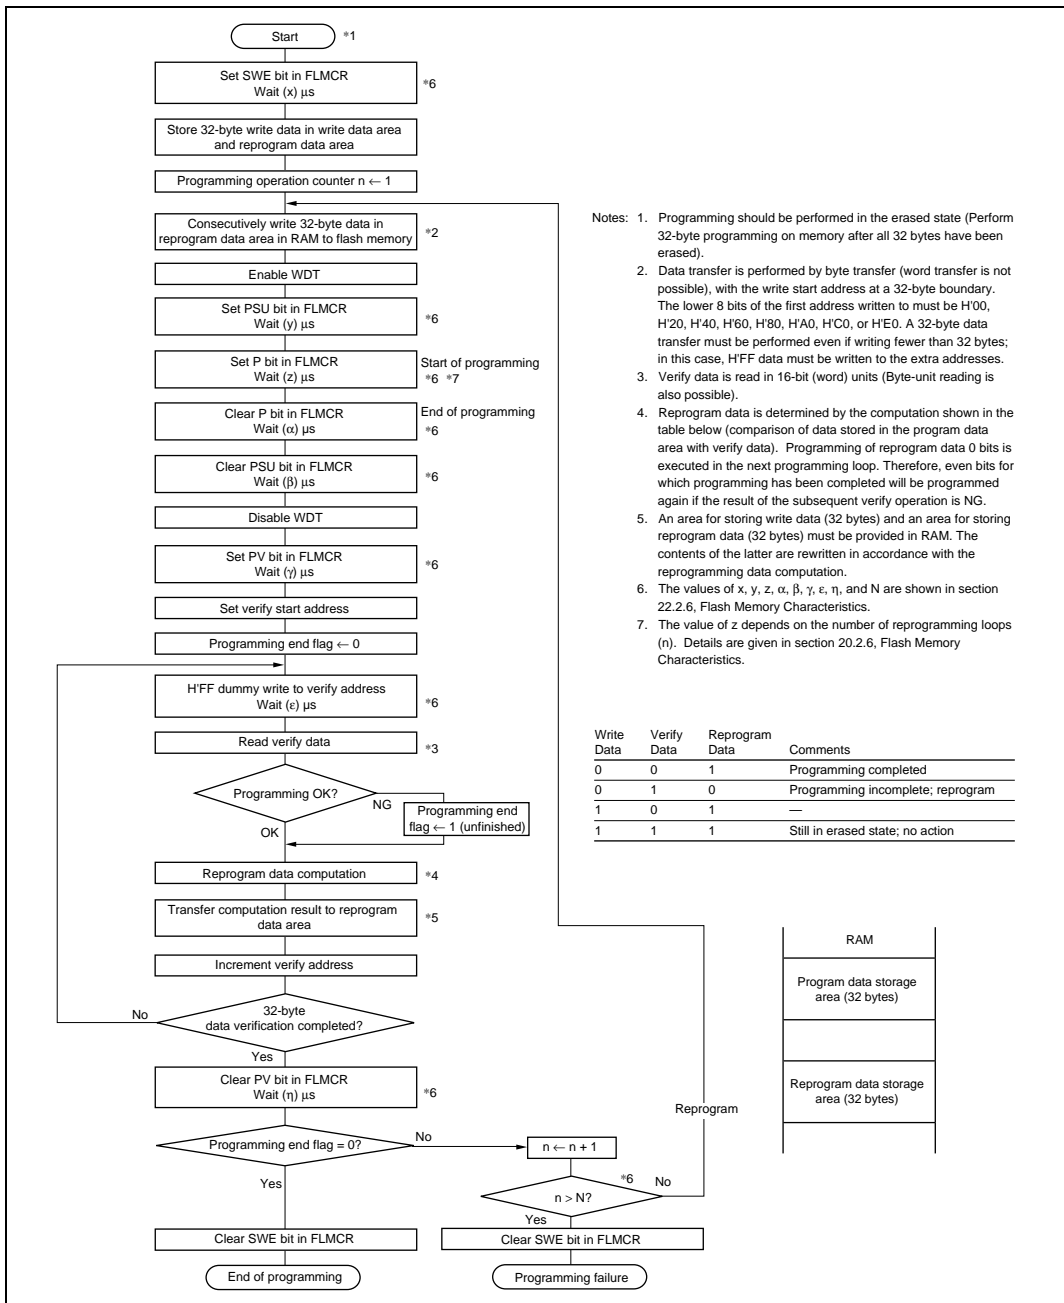 Start *1
Set SWE bit in FLMCR
Wait (x) μs
*6
Store 32-byte write data in write data area
and reprogram data area
Programming operation counter n ← 1
Consecutively write 32-byte data in
reprogram data area in RAM to flash memory
*2
Enable WDT
Set PSU bit in FLMCR
Wait (y) μs
*6
Set P bit in FLMCR
Wait (z) μs
Start of programming
*6 *7
Clear P bit in FLMCR
Wait (α) μs
End of programming
*6
Clear PSU bit in FLMCR
Wait (β) μs
*6
Disable WDT
Set PV bit in FLMCR
Wait (γ) μs
*6
Set verify start address
Programming end flag ← 0
H'FF dummy write to verify address
Wait (ε) μs
*6
Read verify data
*3
Programming OK?
NG
Programming end
flag ← 1 (unfinished)
OK
Reprogram data computation
*4
Transfer computation result to reprogram
data area
*5
Increment verify address
32-byte
data verification completed?
No
Yes
Clear PV bit in FLMCR
Wait (η) μs
*6
Programming end flag = 0?
No
Yes
n ← n + 1
Reprogram
*6
n > N?
No
Yes
Clear SWE bit in FLMCR
Clear SWE bit in FLMCR
End of programming
Programming failure
Notes: 1. Programming should be performed in the erased state (Perform
32-byte programming on memory after all 32 bytes have been
erased).
2. Data transfer is performed by byte transfer (word transfer is not
possible), with the write start address at a 32-byte boundary.
The lower 8 bits of the first address written to must be H'00,
H'20, H'40, H'60, H'80, H'A0, H'C0, or H'E0. A 32-byte data
transfer must be performed even if writing fewer than 32 bytes;
in this case, H'FF data must be written to the extra addresses.
3. Verify data is read in 16-bit (word) units (Byte-unit reading is
also possible).
4. Reprogram data is determined by the computation shown in the
table below (comparison of data stored in the program data
area with verify data). Programming of reprogram data 0 bits is
executed in the next programming loop. Therefore, even bits for
which programming has been completed will be programmed
again if the result of the subsequent verify operation is NG.
5. An area for storing write data (32 bytes) and an area for storing
reprogram data (32 bytes) must be provided in RAM. The
contents of the latter are rewritten in accordance with the
reprogramming data computation.
6. The values of x, y, z, α, β, γ, ε, η, and N are shown in section
22.2.6, Flash Memory Characteristics.
7. The value of z depends on the number of reprogramming loops
(n). Details are given in section 20.2.6, Flash Memory
Characteristics.
Write Verify Reprogram
Data Data Data Comments
0 0 1 Programming completed
0 1 0 Programming incomplete; reprogram
1 0 1 —
1 1 1 Still in erased state; no action
RAM
Program data storage
area (32 bytes)
Reprogram data storage
area (32 bytes)